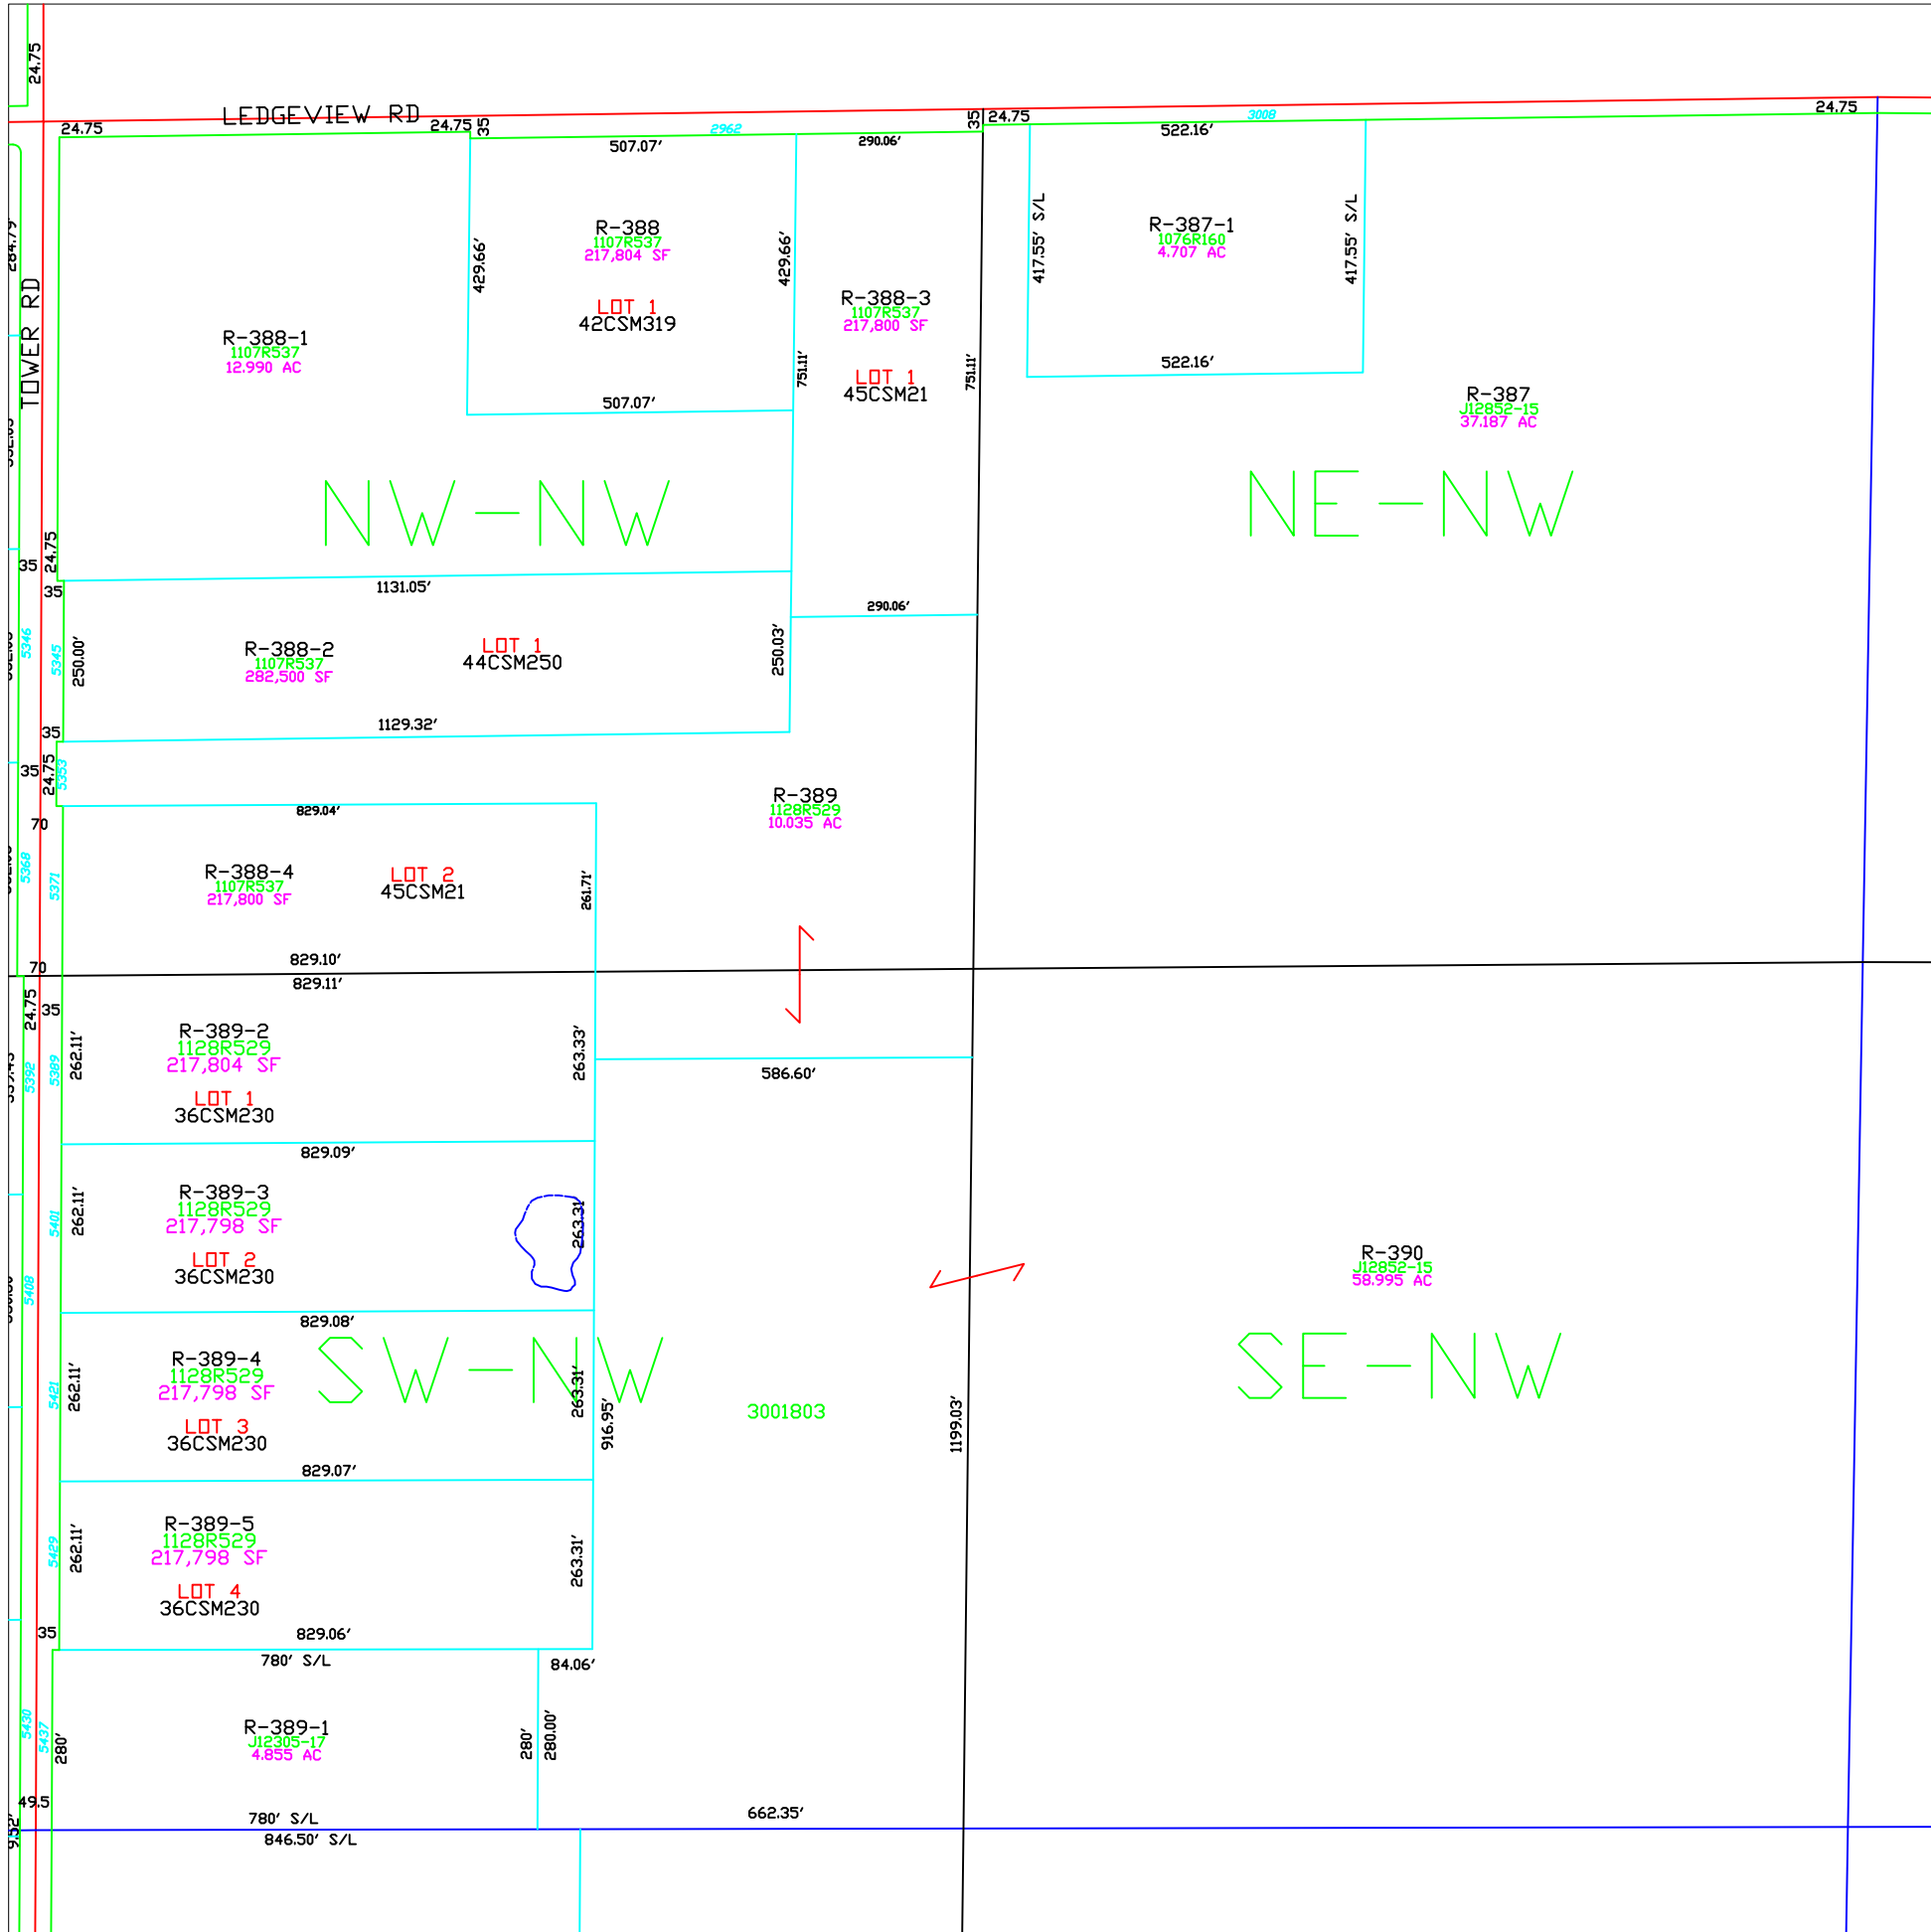 24.75
LEDGEVIEW RD
24.75
24.75
35
2962
35
24.75
3008
24.75
507.07'
290.06'
522.16'
284.79'
TOWER RD
R-388-1
1107R537
12.990 AC
429.66'
R-388
1107R537
217,804 SF
LOT 1
42CSM319
429.66'
507.07'
R-388-3
1107R537
217,800 SF
LOT 1
45CSM21
751.11'
751.11'
417.55' S/L
R-387-1
1076R160
4.707 AC
417.55' S/L
522.16'
R-387
J12852-15
37.187 AC
NW-NW
NE-NW
24.75
35
35
1131.05'
290.06'
5346
5345
250.00'
R-388-2
1107R537
282,500 SF
LOT 1
44CSM250
250.03'
35
1129.32'
35
24.75
5353
829.04'
70
R-389
1128R529
10.035 AC
5368
5371
R-388-4
1107R537
217,800 SF
LOT 2
45CSM21
261.71'
829.10'
70
829.11'
24.75
35
5392
5389
262.11'
R-389-2
1128R529
217,804 SF
LOT 1
36CSM230
263.33'
586.60'
829.09'
5401
262.11'
R-389-3
1128R529
217,798 SF
LOT 2
36CSM230
263.31'
5408
829.08'
R-390
J12852-15
58.995 AC
SW-NW
SE-NW
5421
262.11'
R-389-4
1128R529
217,798 SF
LOT 3
36CSM230
263.31'
916.95'
3001803
1199.03'
829.07'
5429
262.11'
R-389-5
1128R529
217,798 SF
LOT 4
36CSM230
263.31'
35
829.06'
780' S/L
84.06'
5430
5437
280'
R-389-1
J12305-17
4.855 AC
280'
280.00'
49.5
780' S/L
662.35'
846.50' S/L